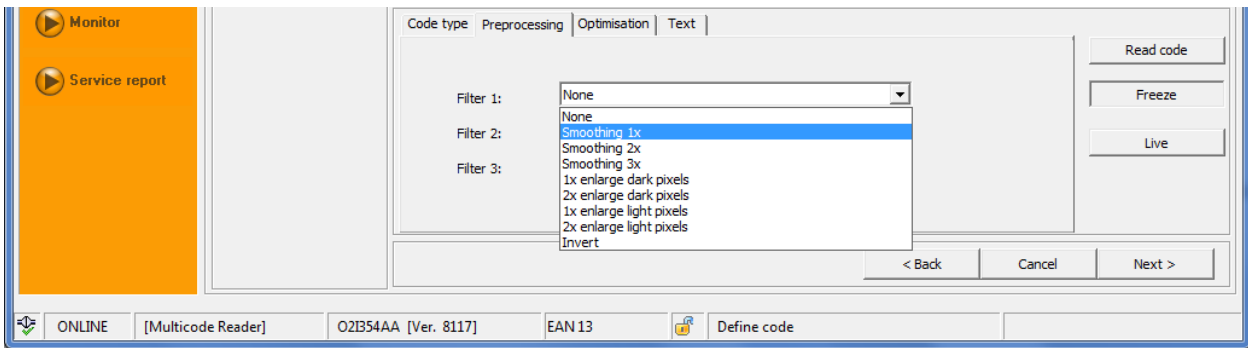 Monitor
Service report
Code type Preprocessing Optimisation Text
Filter 1:
None
None
Smoothing 1x
Smoothing 2x
Smoothing 3x
1x enlarge dark pixels
2x enlarge dark pixels
1x enlarge light pixels
2x enlarge light pixels
Invert
Filter 2:
Filter 3:
Read code
Freeze
Live
< Back Cancel Next >
ONLINE [Multicode Reader] O2I354AA [Ver. 8117] EAN 13 Define code